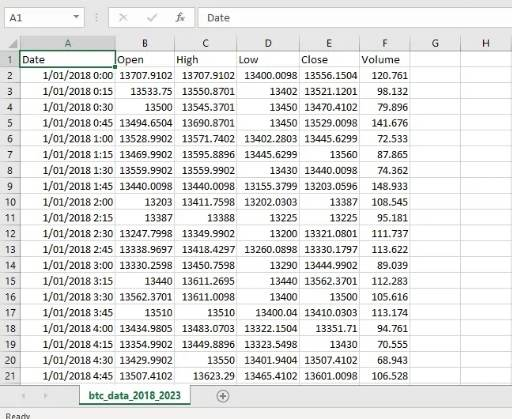 A1 fx Date
A B C D E F G H
1 Date Open High Low Close Volume
2 1/01/2018 0:00 13707.9102 13707.9102 13400.0098 13556.1504 120.761
3 1/01/2018 0:15 13533.75 13550.8701 13402 13521.1201 98.132
4 1/01/2018 0:30 13500 13545.3701 13450 13470.4102 79.896
5 1/01/2018 0:45 13494.6504 13690.8701 13450 13529.0098 141.676
6 1/01/2018 1:00 13528.9902 13571.7402 13402.2803 13445.6299 72.533
7 1/01/2018 1:15 13469.9902 13595.8896 13445.6299 13560 87.865
8 1/01/2018 1:30 13559.9902 13559.9902 13430 13440.0098 74.362
9 1/01/2018 1:45 13440.0098 13440.0098 13155.3799 13203.0596 148.933
10 1/01/2018 2:00 13203 13411.7598 13202.0303 13387 108.545
11 1/01/2018 2:15 13387 13388 13225 13225 95.181
12 1/01/2018 2:30 13247.7998 13349.9902 13200 13321.0801 111.737
13 1/01/2018 2:45 13338.9697 13418.4297 13260.0898 13330.1797 113.622
14 1/01/2018 3:00 13330.2598 13450.7598 13290 13444.9902 89.039
15 1/01/2018 3:15 13440 13611.2695 13440 13562.3701 112.283
16 1/01/2018 3:30 13562.3701 13611.0098 13400 13500 105.616
17 1/01/2018 3:45 13510 13510 13400.04 13410.0303 113.174
18 1/01/2018 4:00 13434.9805 13483.0703 13322.1504 13351.71 94.761
19 1/01/2018 4:15 13354.9902 13449.8896 13323.5498 13430 70.555
20 1/01/2018 4:30 13429.9902 13550 13401.9404 13507.4102 68.943
21 1/01/2018 4:45 13507.4102 13623.29 13465.4102 13601.0098 106.528
btc_data_2018_2023
Ready